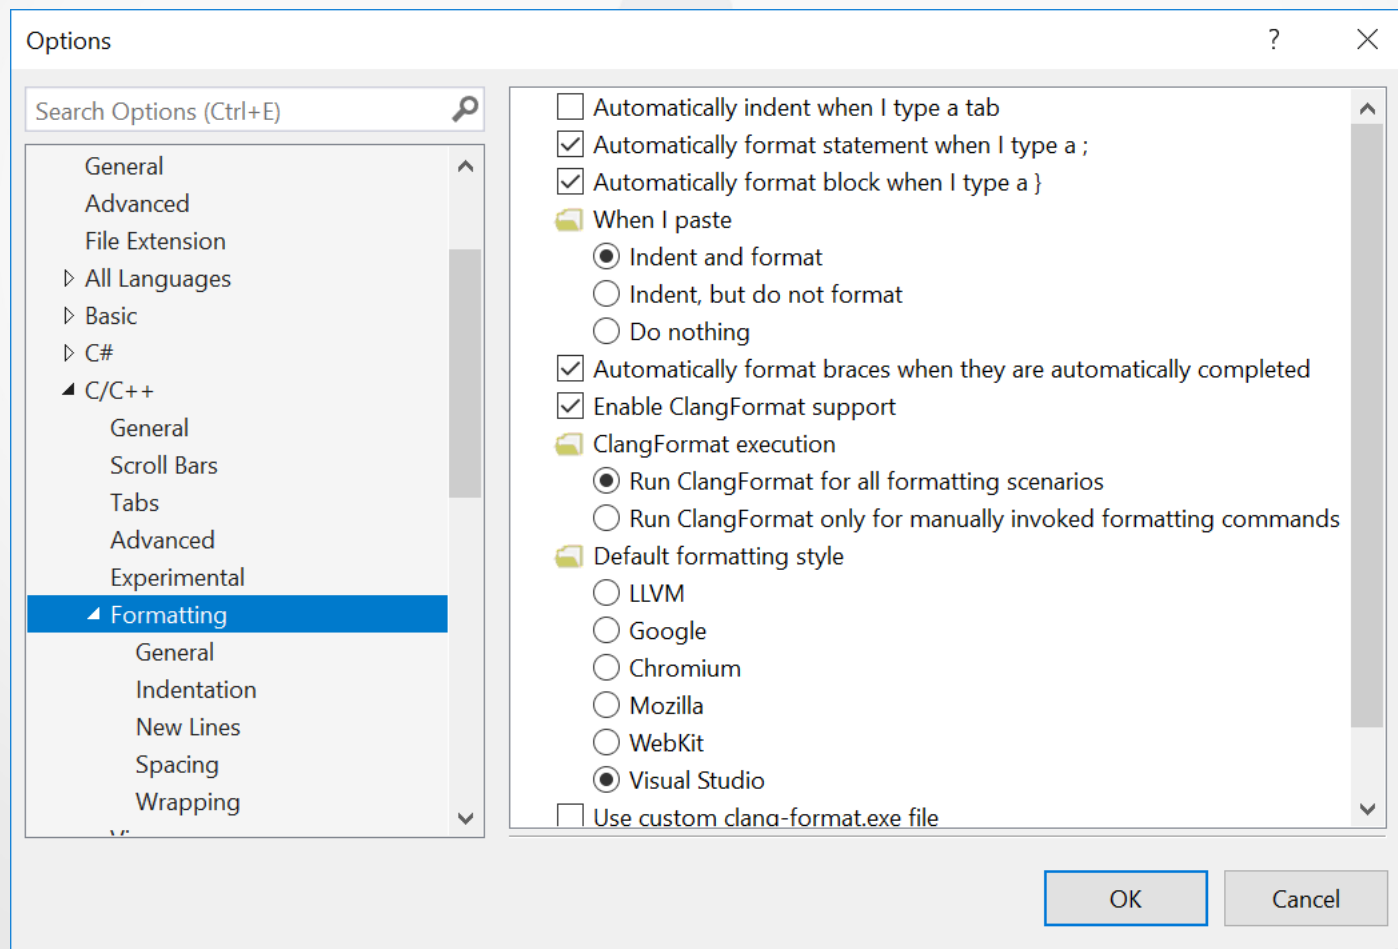 Options
?
Search Options (Ctrl+E)
General
Advanced
File Extension
All Languages
Basic
C#
C/C++
General
Scroll Bars
Tabs
Advanced
Experimental
Formatting
General
Indentation
New Lines
Spacing
Wrapping
Automatically indent when I type a tab
Automatically format statement when I type a ;
Automatically format block when I type a }
When I paste
Indent and format
Indent, but do not format
Do nothing
Automatically format braces when they are automatically completed
Enable ClangFormat support
ClangFormat execution
Run ClangFormat for all formatting scenarios
Run ClangFormat only for manually invoked formatting commands
Default formatting style
LLVM
Google
Chromium
Mozilla
WebKit
Visual Studio
Use custom clang-format.exe file
OK
Cancel